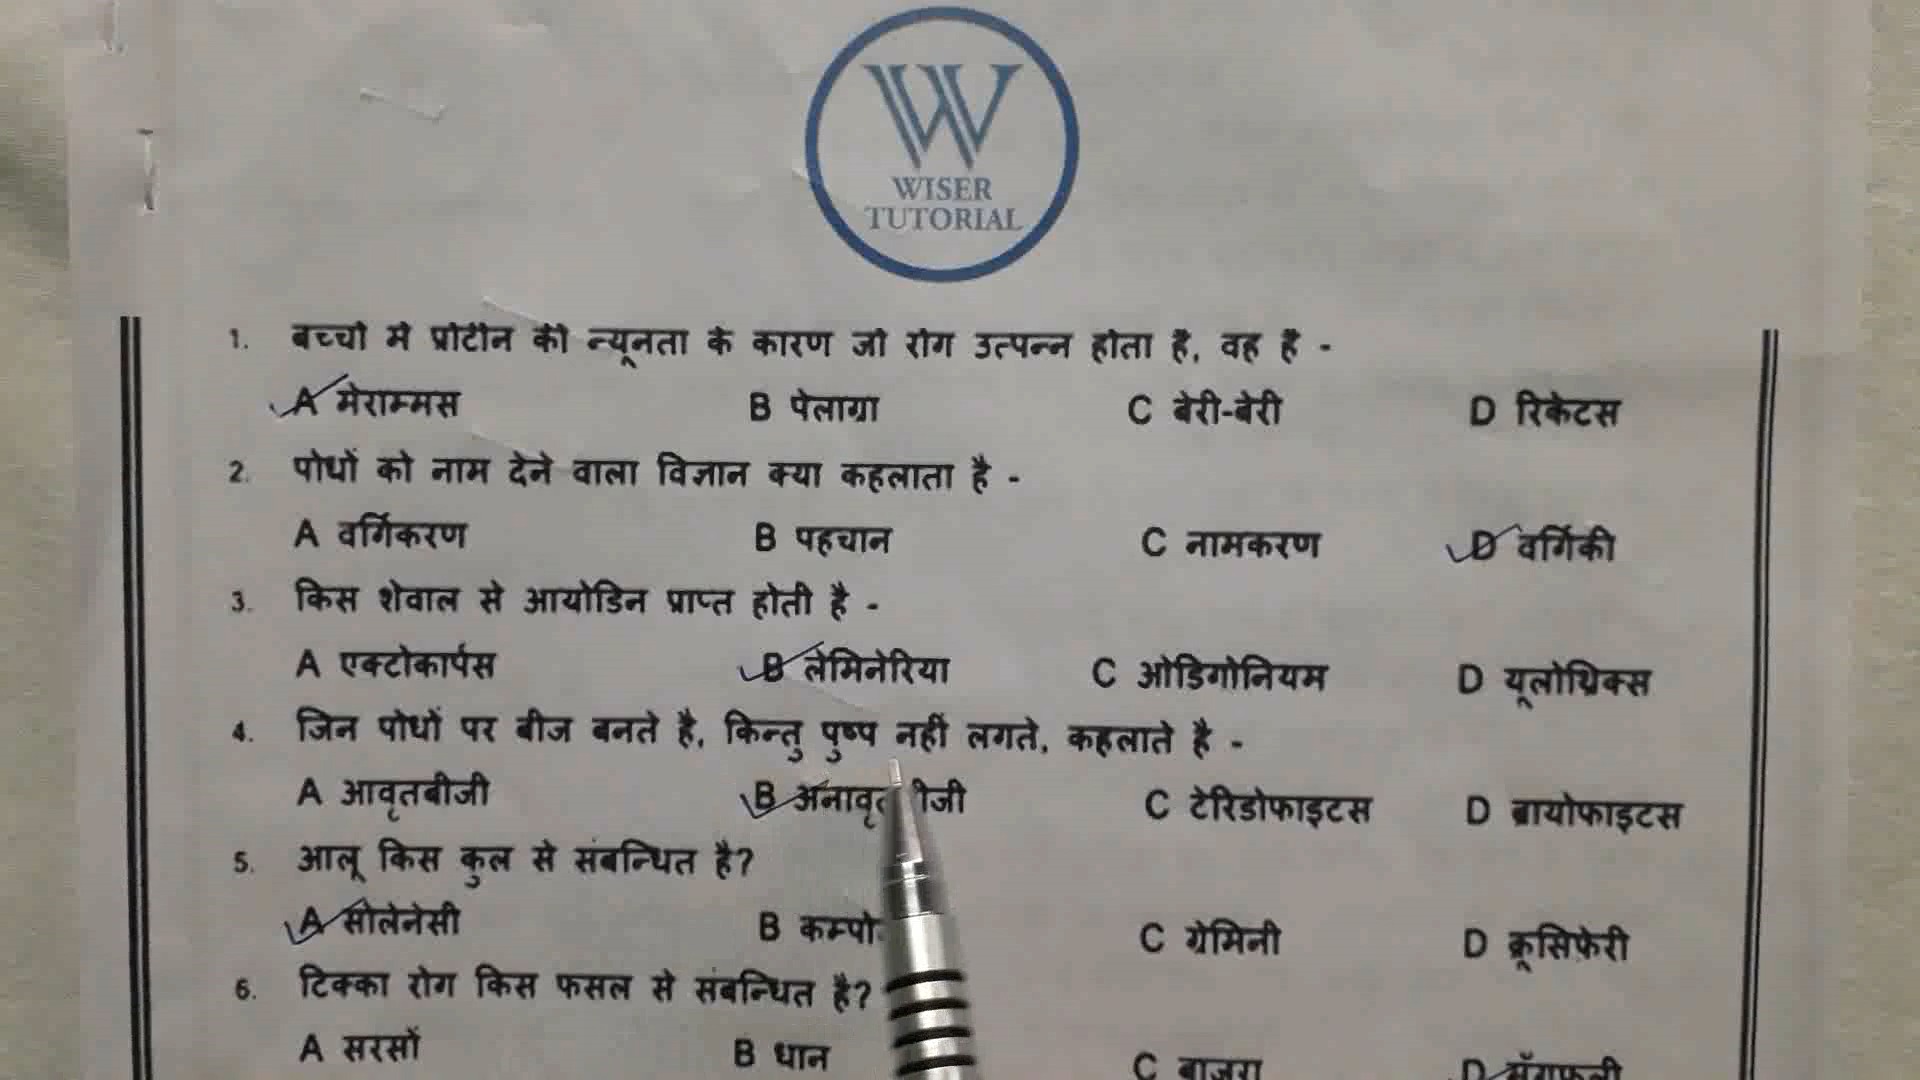 W
WISER
TUTORIAL
1. बच्चों में प्रोटीन की न्यूनता के कारण जो रोग उत्पन्न होता है, वह है -
A मेराम्मस B पेलाग्रा C बेरी-बेरी D रिकेटस
2. पोधों को नाम देने वाला विज्ञान क्या कहलाता है -
A वर्गिकरण B पहचान C नामकरण D वर्गिकी
3. किस शेवाल से आयोडिन प्राप्त होती है -
A एक्टोकार्पस B लेमिनेरिया C ओडिगोनियम D यूलोथ्रिक्स
4. जिन पोधों पर बीज बनते है, किन्तु पुष्प नहीं लगते, कहलाते है -
A आवृतबीजी B C टेरिडोफाइटस D ब्रायोफाइटस
5. आलू किस कुल से संबन्धित है?
A सोलेनेसी B C ग्रेमिनी D क्रूसिफ़ेरी
6. टिक्का रोग किस फसल से संबन्धित है?
A सरसों B धान C बाजरा D मूँगफली